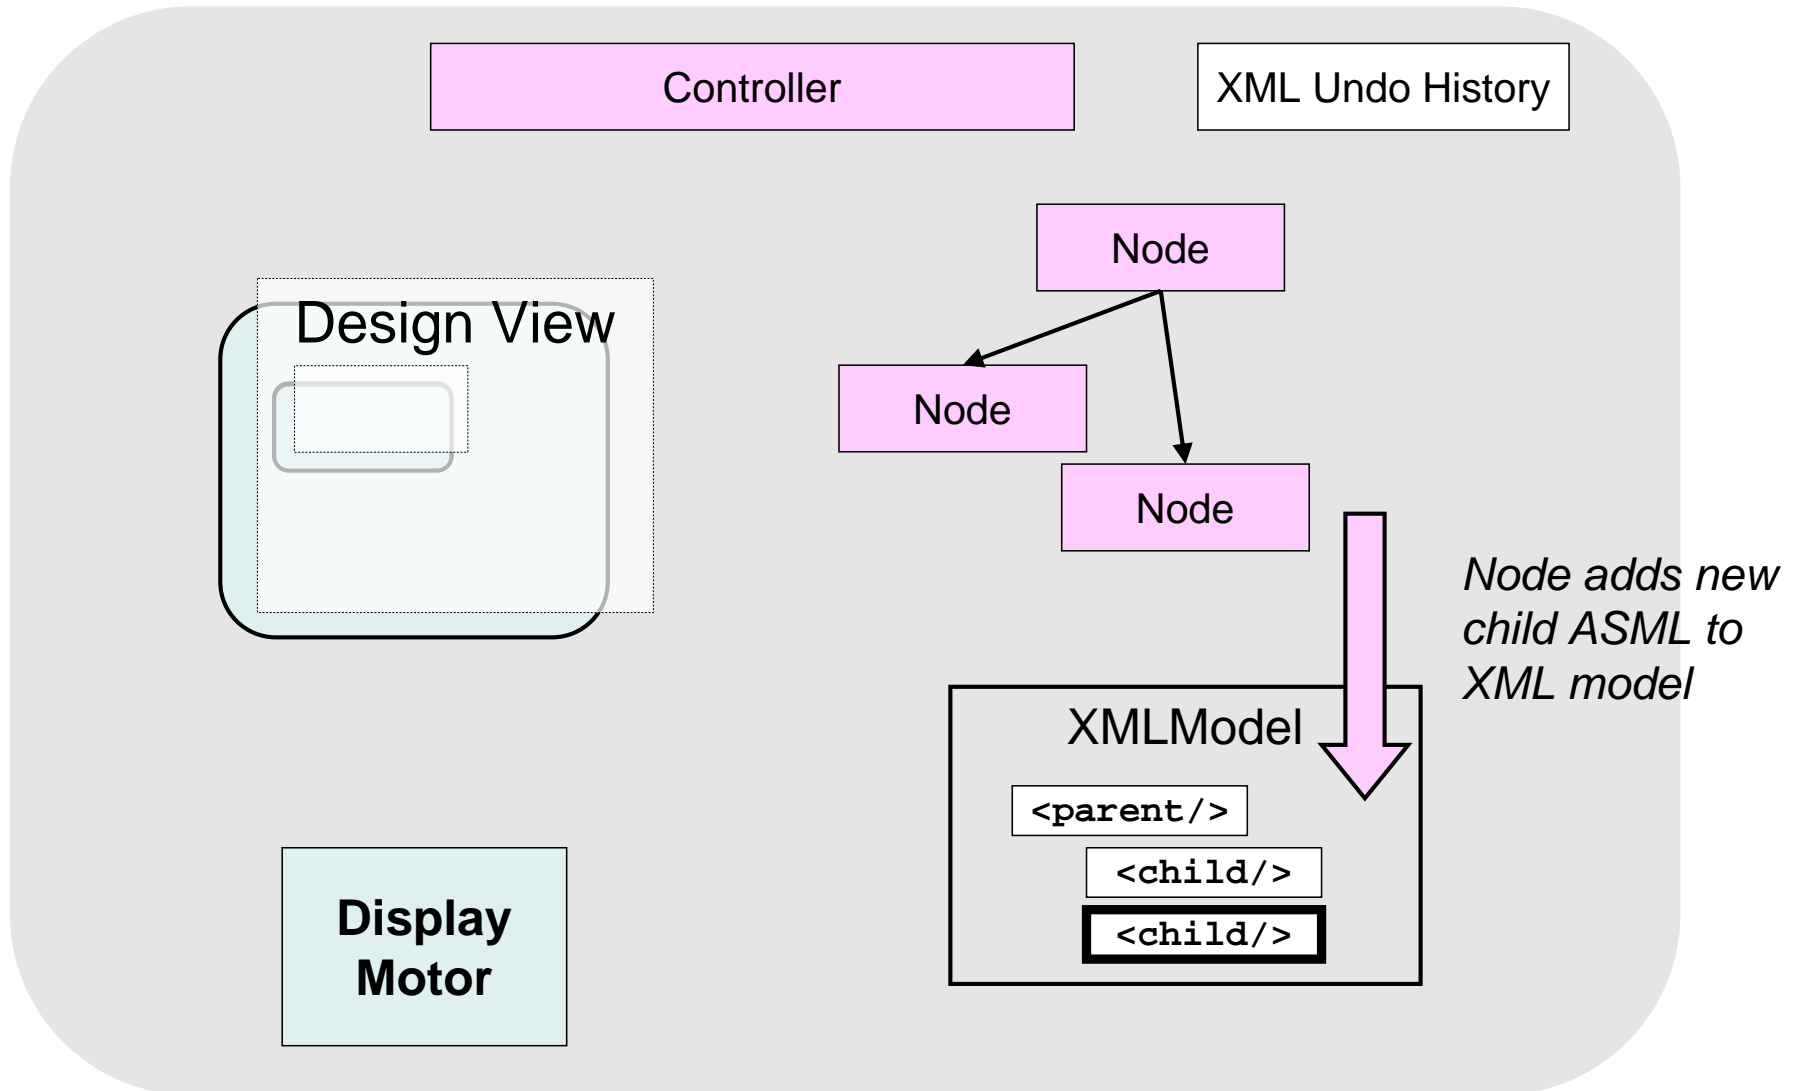 Controller
XML Undo History
Node
Design View
Node
Node
Node adds new
child ASML to
XML model
XMLModel
<parent/>
<child/>
<child/>
Display
Motor